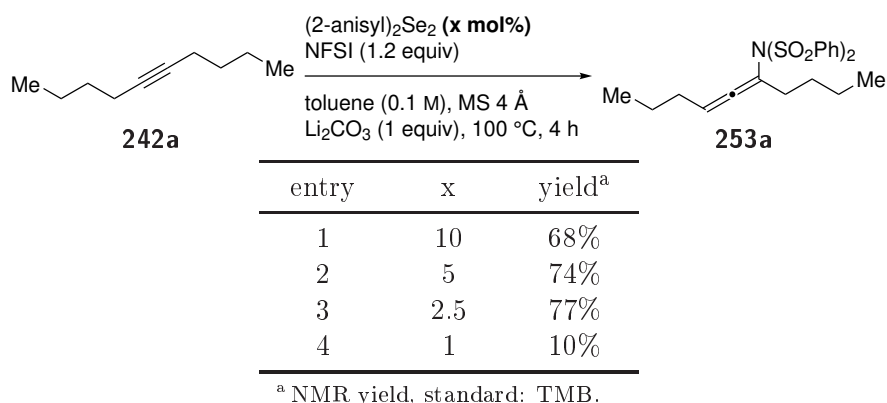 (2-anisyl)₂Se₂ (x mol%)
NFSI (1.2 equiv)
toluene (0.1 M), MS 4 Å
Li₂CO₃ (1 equiv), 100 °C, 4 h
Me
Me
242a
N(SO₂Ph)₂
Me
Me
253a
entry x yieldᵃ
1 10 68%
2 5 74%
3 2.5 77%
4 1 10%
ᵃ NMR yield, standard: TMB.